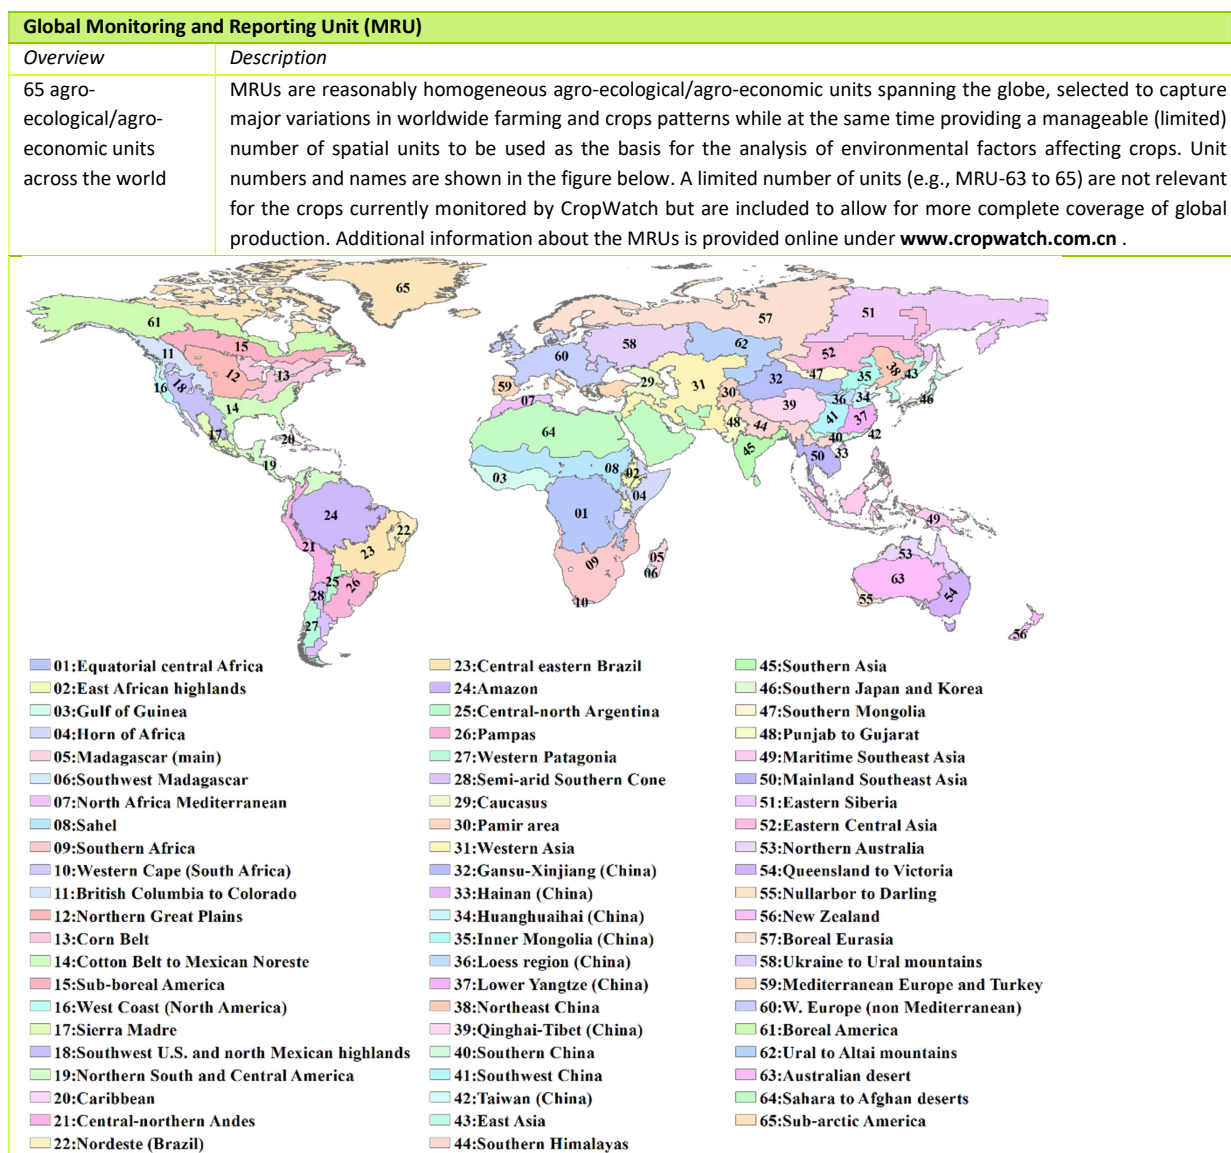 Global Monitoring and Reporting Unit (MRU)
Overview Description
65 agro-
ecological/agro-
economic units
across the world
MRUs are reasonably homogeneous agro-ecological/agro-economic units spanning the globe, selected to capture
major variations in worldwide farming and crops patterns while at the same time providing a manageable (limited)
number of spatial units to be used as the basis for the analysis of environmental factors affecting crops. Unit
numbers and names are shown in the figure below. A limited number of units (e.g., MRU-63 to 65) are not relevant
for the crops currently monitored by CropWatch but are included to allow for more complete coverage of global
production. Additional information about the MRUs is provided online under www.cropwatch.com.cn .
65
61
15
11
12
13
16
18
14
17
20
19
24
22
23
21
25
26
28
27
57
51
58
62
60
52
59
29
31
30
32
47
35
38
43
07
48
44
39
36
34
46
41
37
42
40
45
50
33
64
03
08
02
04
01
09
05
06
10
49
53
63
54
55
56
01:Equatorial central Africa
02:East African highlands
03:Gulf of Guinea
04:Horn of Africa
05:Madagascar (main)
06:Southwest Madagascar
07:North Africa Mediterranean
08:Sahel
09:Southern Africa
10:Western Cape (South Africa)
11:British Columbia to Colorado
12:Northern Great Plains
13:Corn Belt
14:Cotton Belt to Mexican Noreste
15:Sub-boreal America
16:West Coast (North America)
17:Sierra Madre
18:Southwest U.S. and north Mexican highlands
19:Northern South and Central America
20:Caribbean
21:Central-northern Andes
22:Nordeste (Brazil)
23:Central eastern Brazil
24:Amazon
25:Central-north Argentina
26:Pampas
27:Western Patagonia
28:Semi-arid Southern Cone
29:Caucasus
30:Pamir area
31:Western Asia
32:Gansu-Xinjiang (China)
33:Hainan (China)
34:Huanghuaihai (China)
35:Inner Mongolia (China)
36:Loess region (China)
37:Lower Yangtze (China)
38:Northeast China
39:Qinghai-Tibet (China)
40:Southern China
41:Southwest China
42:Taiwan (China)
43:East Asia
44:Southern Himalayas
45:Southern Asia
46:Southern Japan and Korea
47:Southern Mongolia
48:Punjab to Gujarat
49:Maritime Southeast Asia
50:Mainland Southeast Asia
51:Eastern Siberia
52:Eastern Central Asia
53:Northern Australia
54:Queensland to Victoria
55:Nullarbor to Darling
56:New Zealand
57:Boreal Eurasia
58:Ukraine to Ural mountains
59:Mediterranean Europe and Turkey
60:W. Europe (non Mediterranean)
61:Boreal America
62:Ural to Altai mountains
63:Australian desert
64:Sahara to Afghan deserts
65:Sub-arctic America